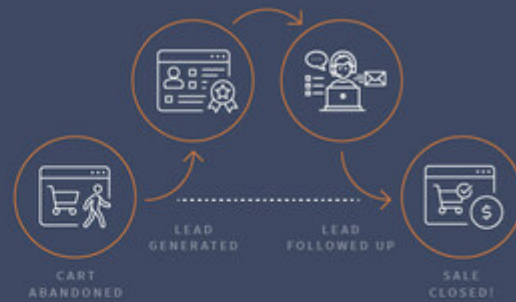 LEAD
GENERATED
LEAD
FOLLOWED UP
CART
ABANDONED
$
SALE
CLOSED!